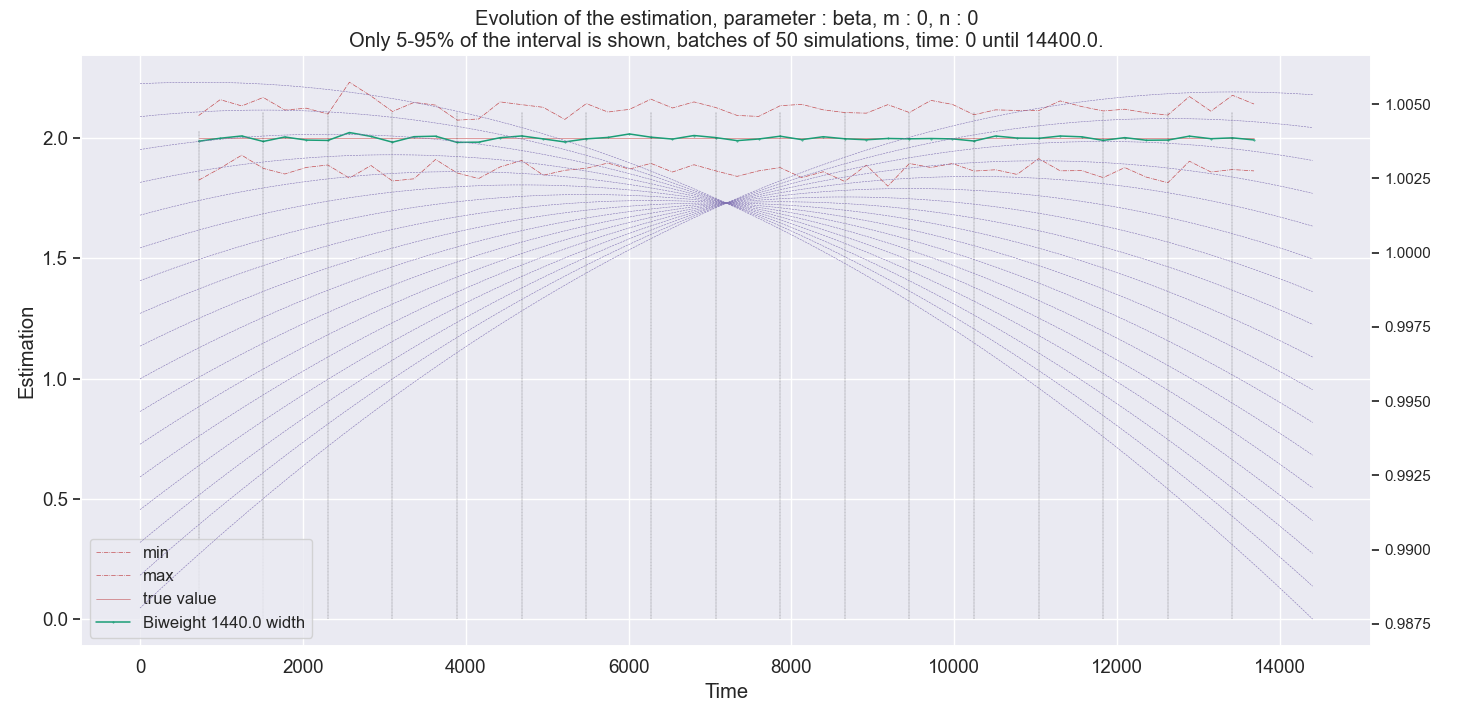 Evolution of the estimation, parameter : beta, m : 0, n : 0
Only 5-95% of the interval is shown, batches of 50 simulations, time: 0 until 14400.0.
Estimation
2.0
1.5
1.0
0.5
0.0
1.0050
1.0025
1.0000
0.9975
0.9950
0.9925
0.9900
0.9875
min
max
true value
Biweight 1440.0 width
0 2000 4000 6000 8000 10000 12000 14000
Time